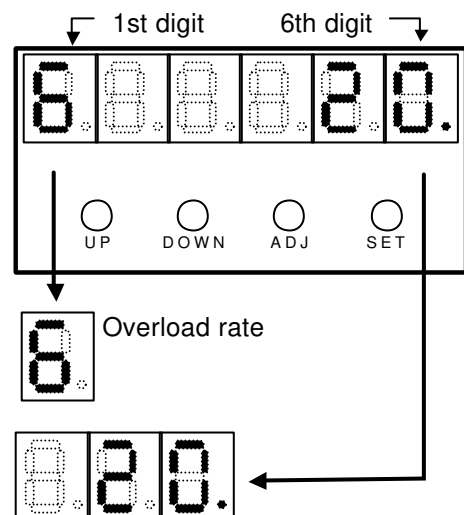 1st digit 6th digit
6 20.
UP DOWN ADJ SET
6 Overload rate
20.